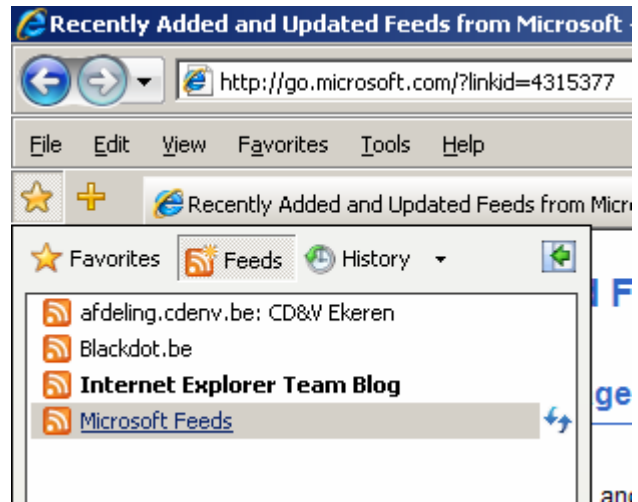 Recently Added and Updated Feeds from Microsoft -
http://go.microsoft.com/?linkid=4315377
File Edit View Favorites Tools Help
Recently Added and Updated Feeds from Micr
Favorites Feeds History
afdeling.cdenv.be: CD&V Ekeren
Blackdot.be
Internet Explorer Team Blog
Microsoft Feeds